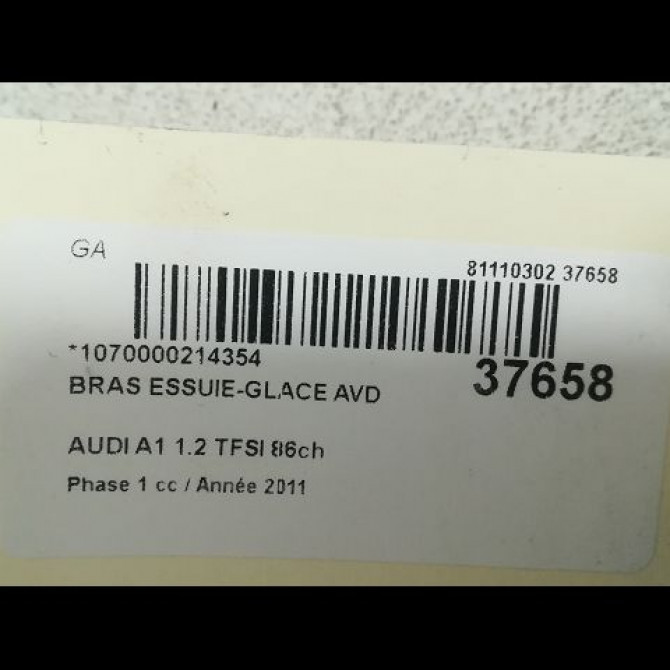 GA
81110302 37658
*1070000214354
37658
BRAS ESSUIE-GLACE AVD
AUDI A1 1.2 TFSI 86ch
Phase 1 cc / Année 2011